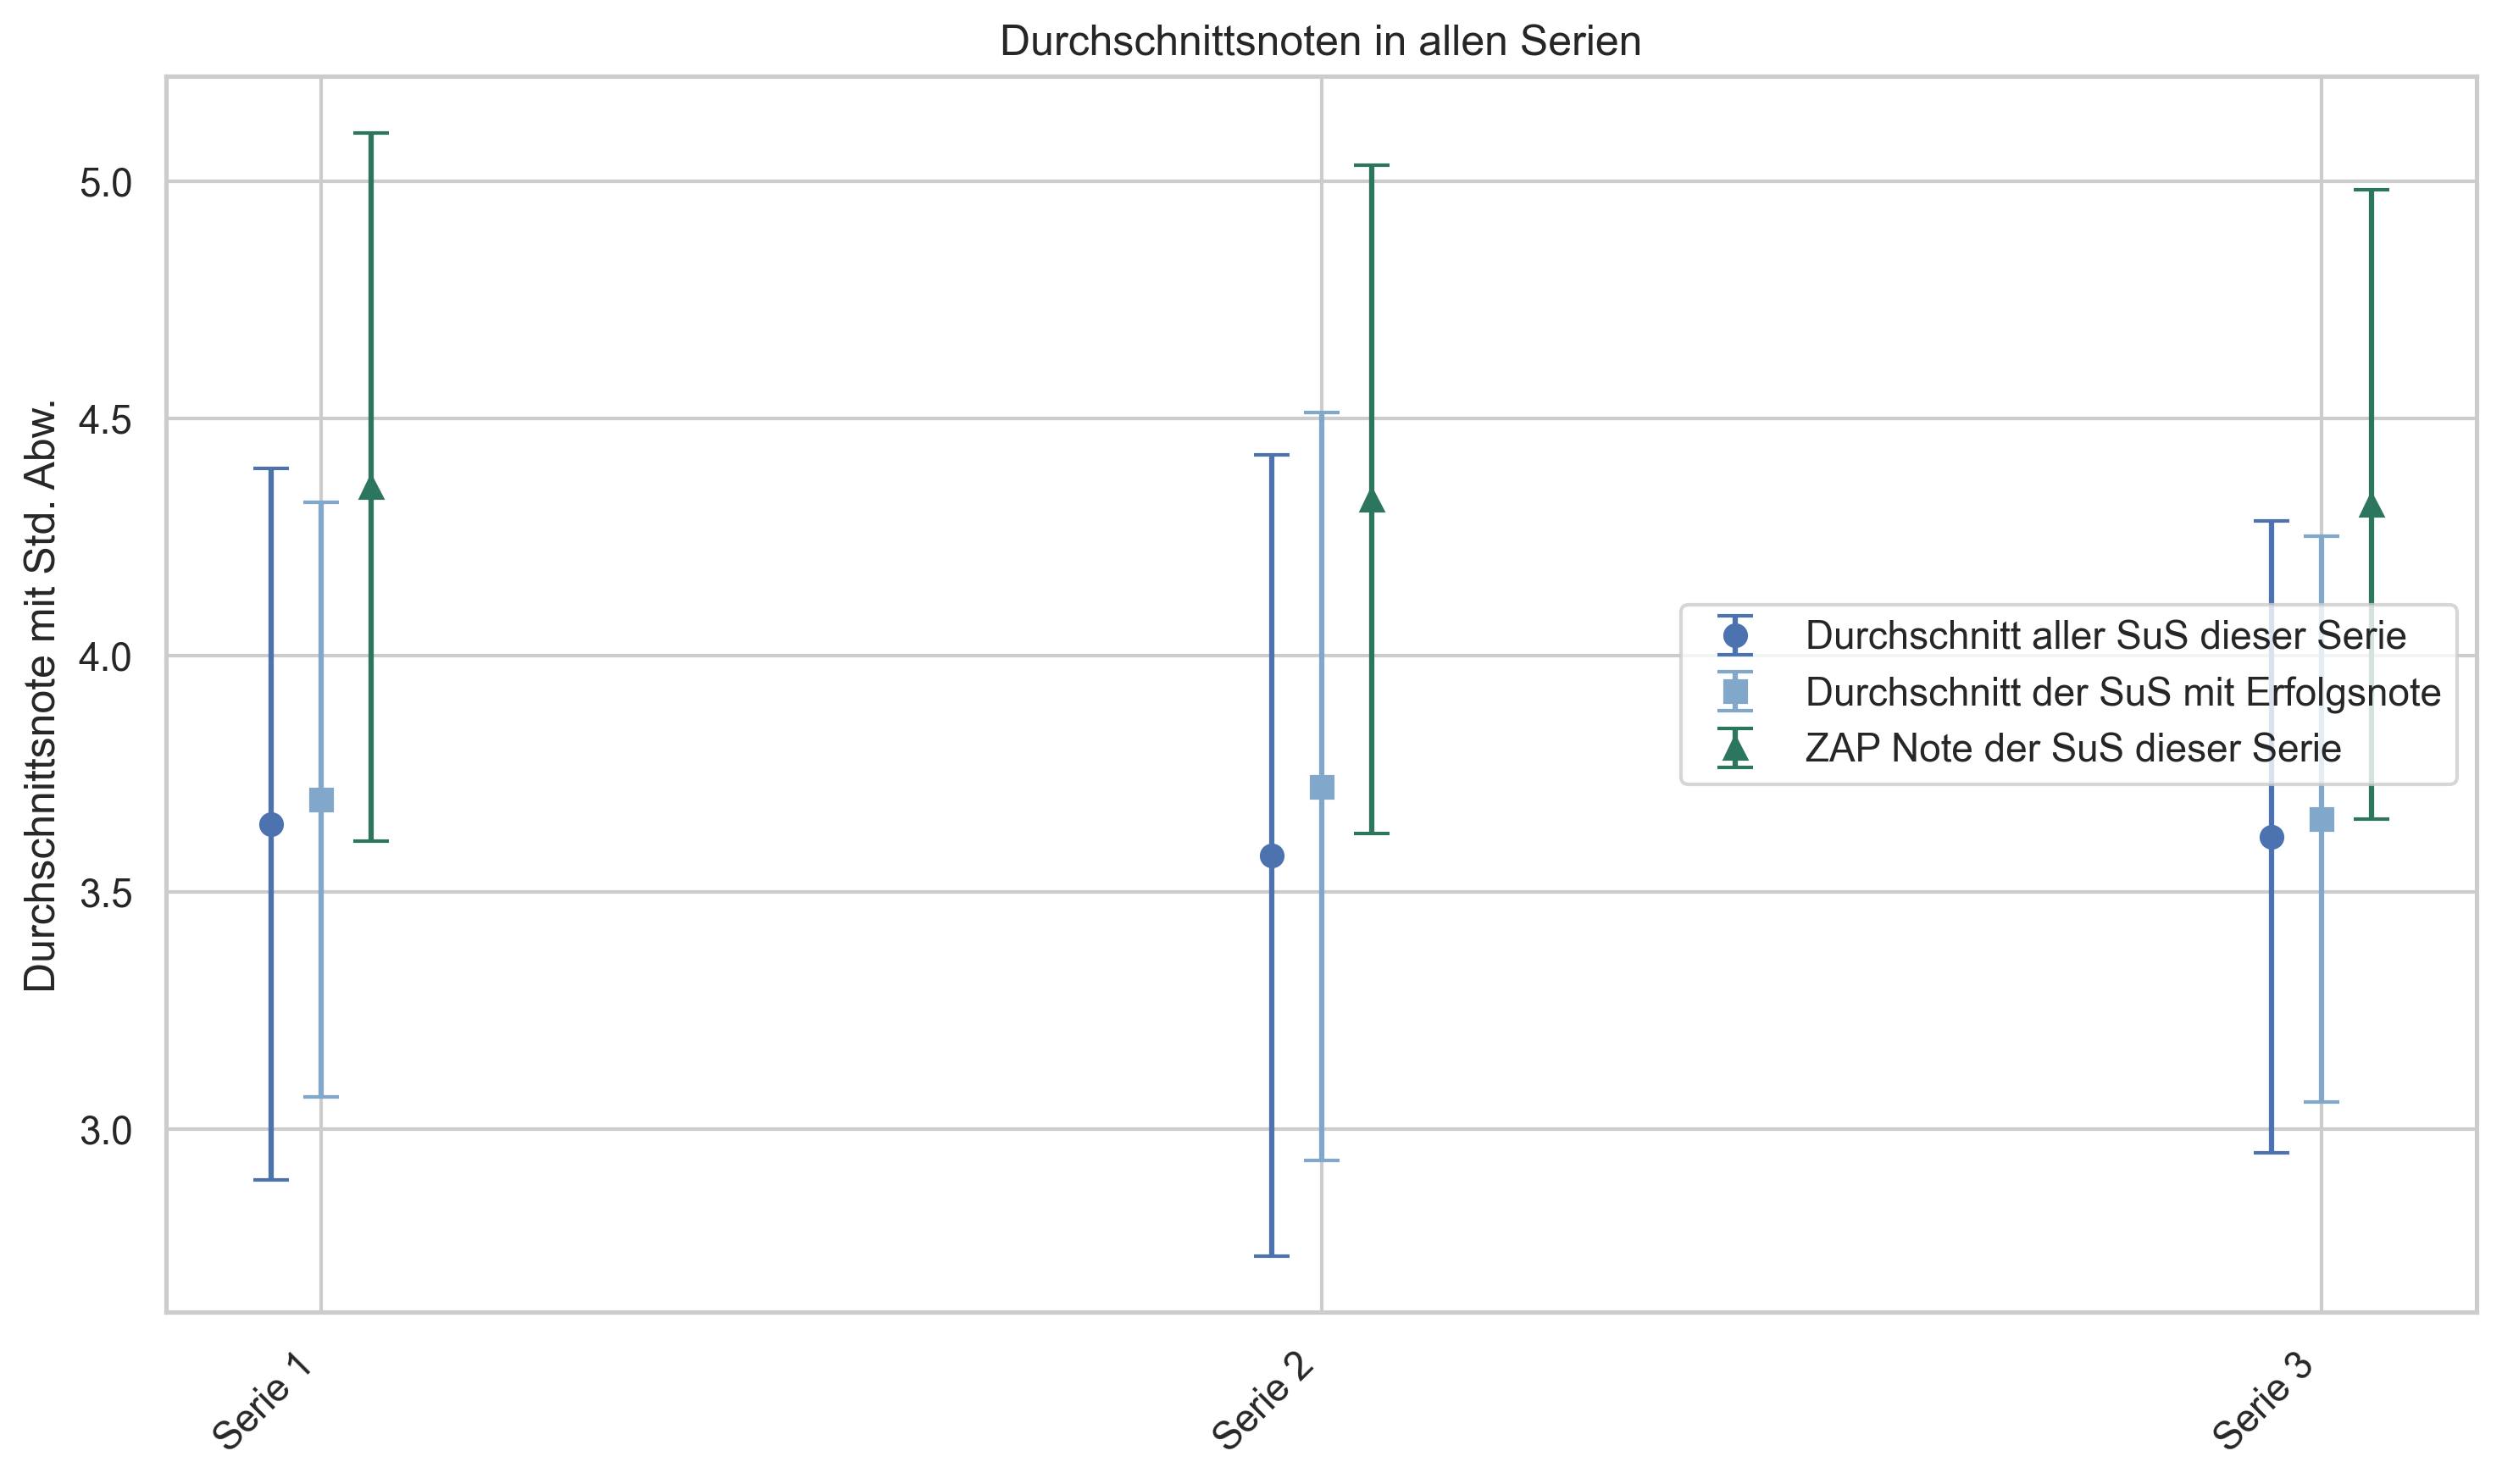 Durchschnittsnoten in allen Serien
Durchschnittsnote mit Std. Abw.
5.0
4.5
4.0
3.5
3.0
Durchschnitt aller SuS dieser Serie
Durchschnitt der SuS mit Erfolgsnote
ZAP Note der SuS dieser Serie
Serie 1
Serie 2
Serie 3